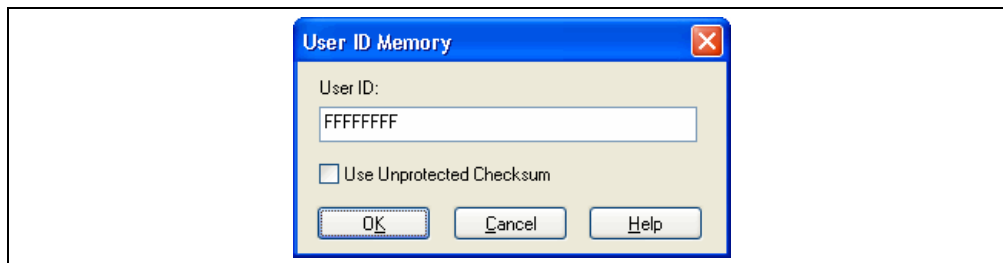 User ID Memory
User ID:
FFFFFFFF
Use Unprotected Checksum
OK Cancel Help